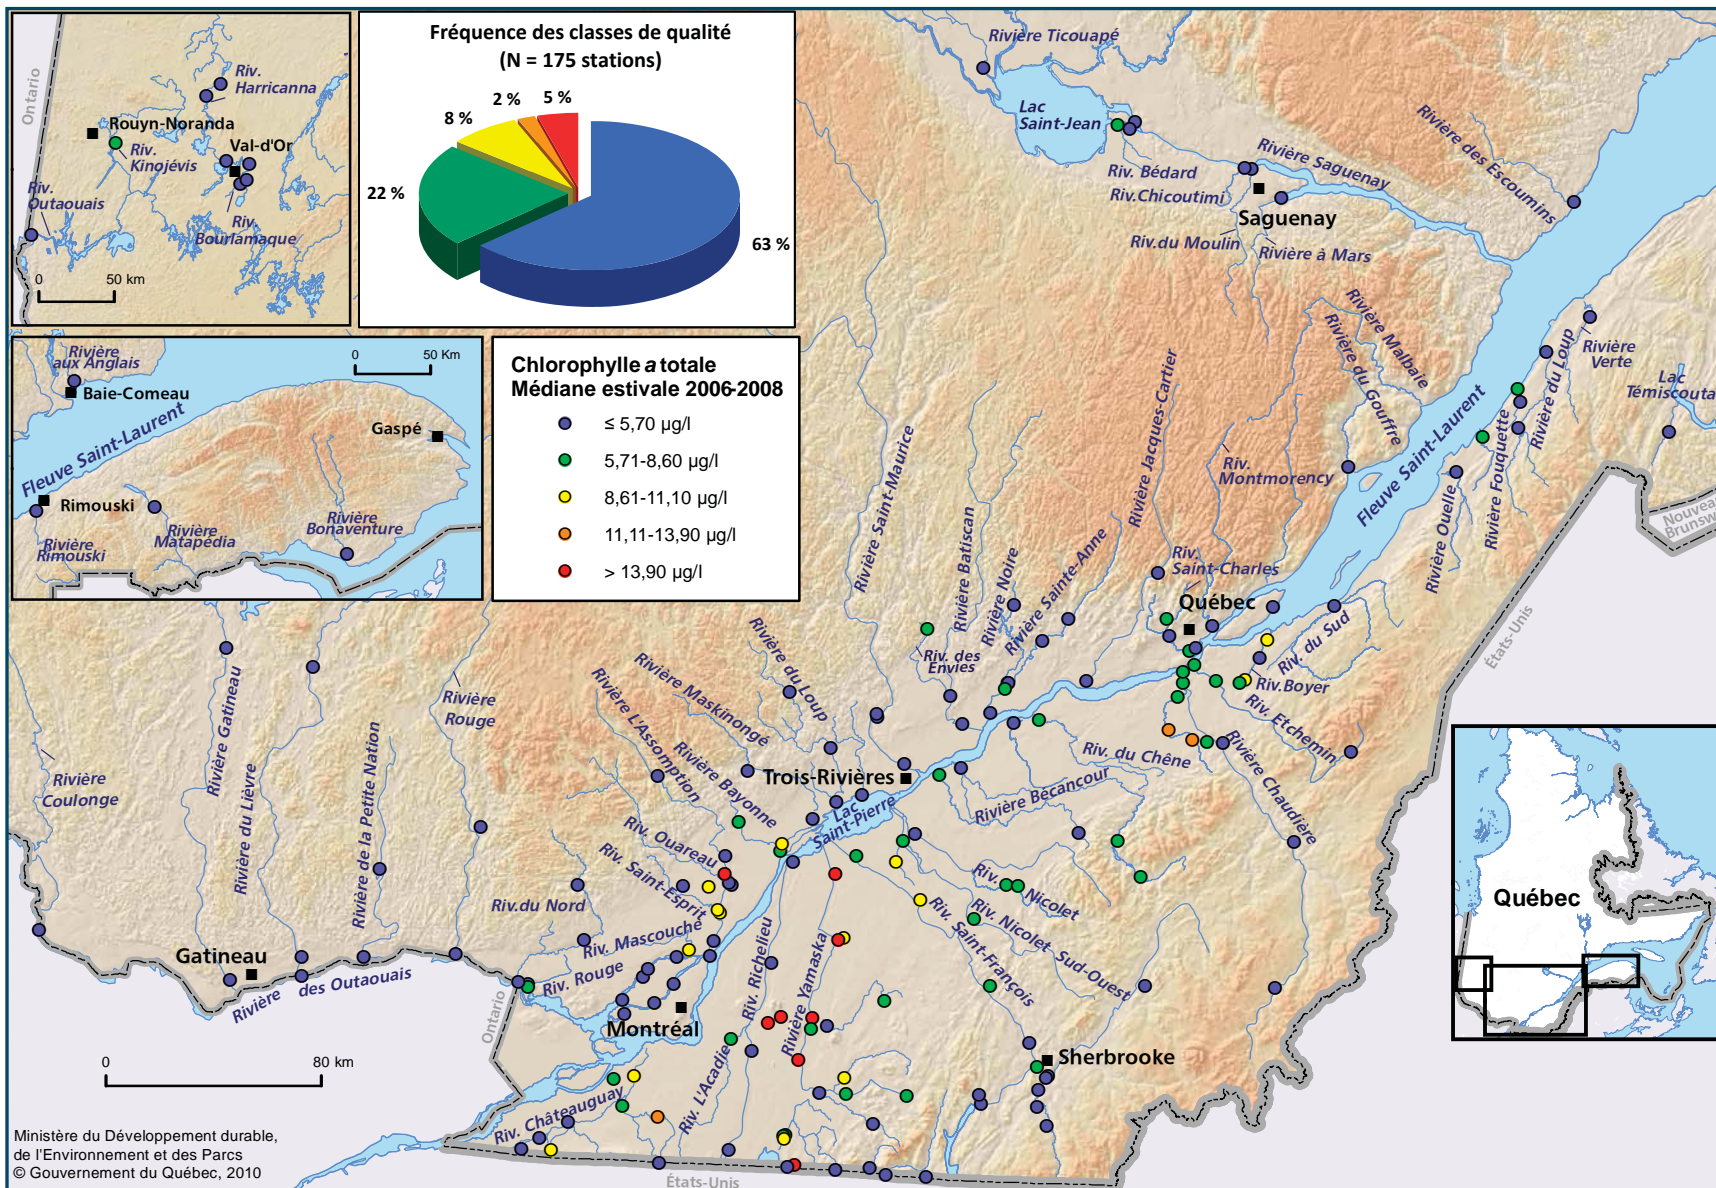 Ontario
Riv.
Harricanna
Rouyn-Noranda
Riv.
Kinojévis
Val-d'Or
Riv.
Outaouais
Riv.
Bourlamaque
0
50 km
Fréquence des classes de qualité
(N = 175 stations)
8 %
2 %
5 %
22 %
63 %
Rivière
aux Anglais
Baie-Comeau
0
50 Km
Fleuve Saint-Laurent
Gaspé
Rimouski
Rivière
Rimouski
Rivière
Matapédia
Rivière
Bonaventure
Chlorophylle a totale
Médiane estivale 2006-2008
≤ 5,70 µg/l
5,71-8,60 µg/l
8,61-11,10 µg/l
11,11-13,90 µg/l
> 13,90 µg/l
Rivière Ticouapé
Lac
Saint-Jean
Riv. Bédard
Riv.Chicoutimi
Rivière Saguenay
Saguenay
Riv.du Moulin
Rivière à Mars
Rivière des Escoumins
Rivière Malbaie
Rivière du Gouffre
Rivière Saint-Maurice
Rivière Batiscan
Rivière Noire
Rivière Sainte-Anne
Rivière Jacques-Cartier
Riv.
Montmorency
Riv.
Saint-Charles
Québec
Riv. des
Envies
Fleuve Saint-Laurent
Rivière Ouelle
Rivière Fouquette
Rivière du Loup
Rivière
Verte
Lac
Témiscouta
Nouveau
Brunsw
États-Unis
Riv. du Sud
Riv.Boyer
Riv. Etchemin
Rivière Chaudière
Riv. du Chêne
Rivière Bécancour
Rivière
Coulonge
Rivière Gatineau
Rivière du Lièvre
Rivière de la Petite Nation
Rivière
Rouge
Rivière L'Assomption
Rivière Maskinongé
Rivière du Loup
Rivière Bayonne
Trois-Rivières
Lac
Saint-Pierre
Riv. Ouareau
Riv. Saint-Esprit
Riv.du Nord
Riv. Mascouche
Riv. Rouge
Gatineau
Rivière des Outaouais
Ontario
Montréal
Riv. Richelieu
Rivière Yamaska
Riv. L'Acadie
Riv. Châteauguay
Riv. Nicolet
Riv. Nicolet Sud-Ouest
Riv. Saint-François
Sherbrooke
Québec
0
80 km
États-Unis
Ministère du Développement durable,
de l'Environnement et des Parcs
© Gouvernement du Québec, 2010